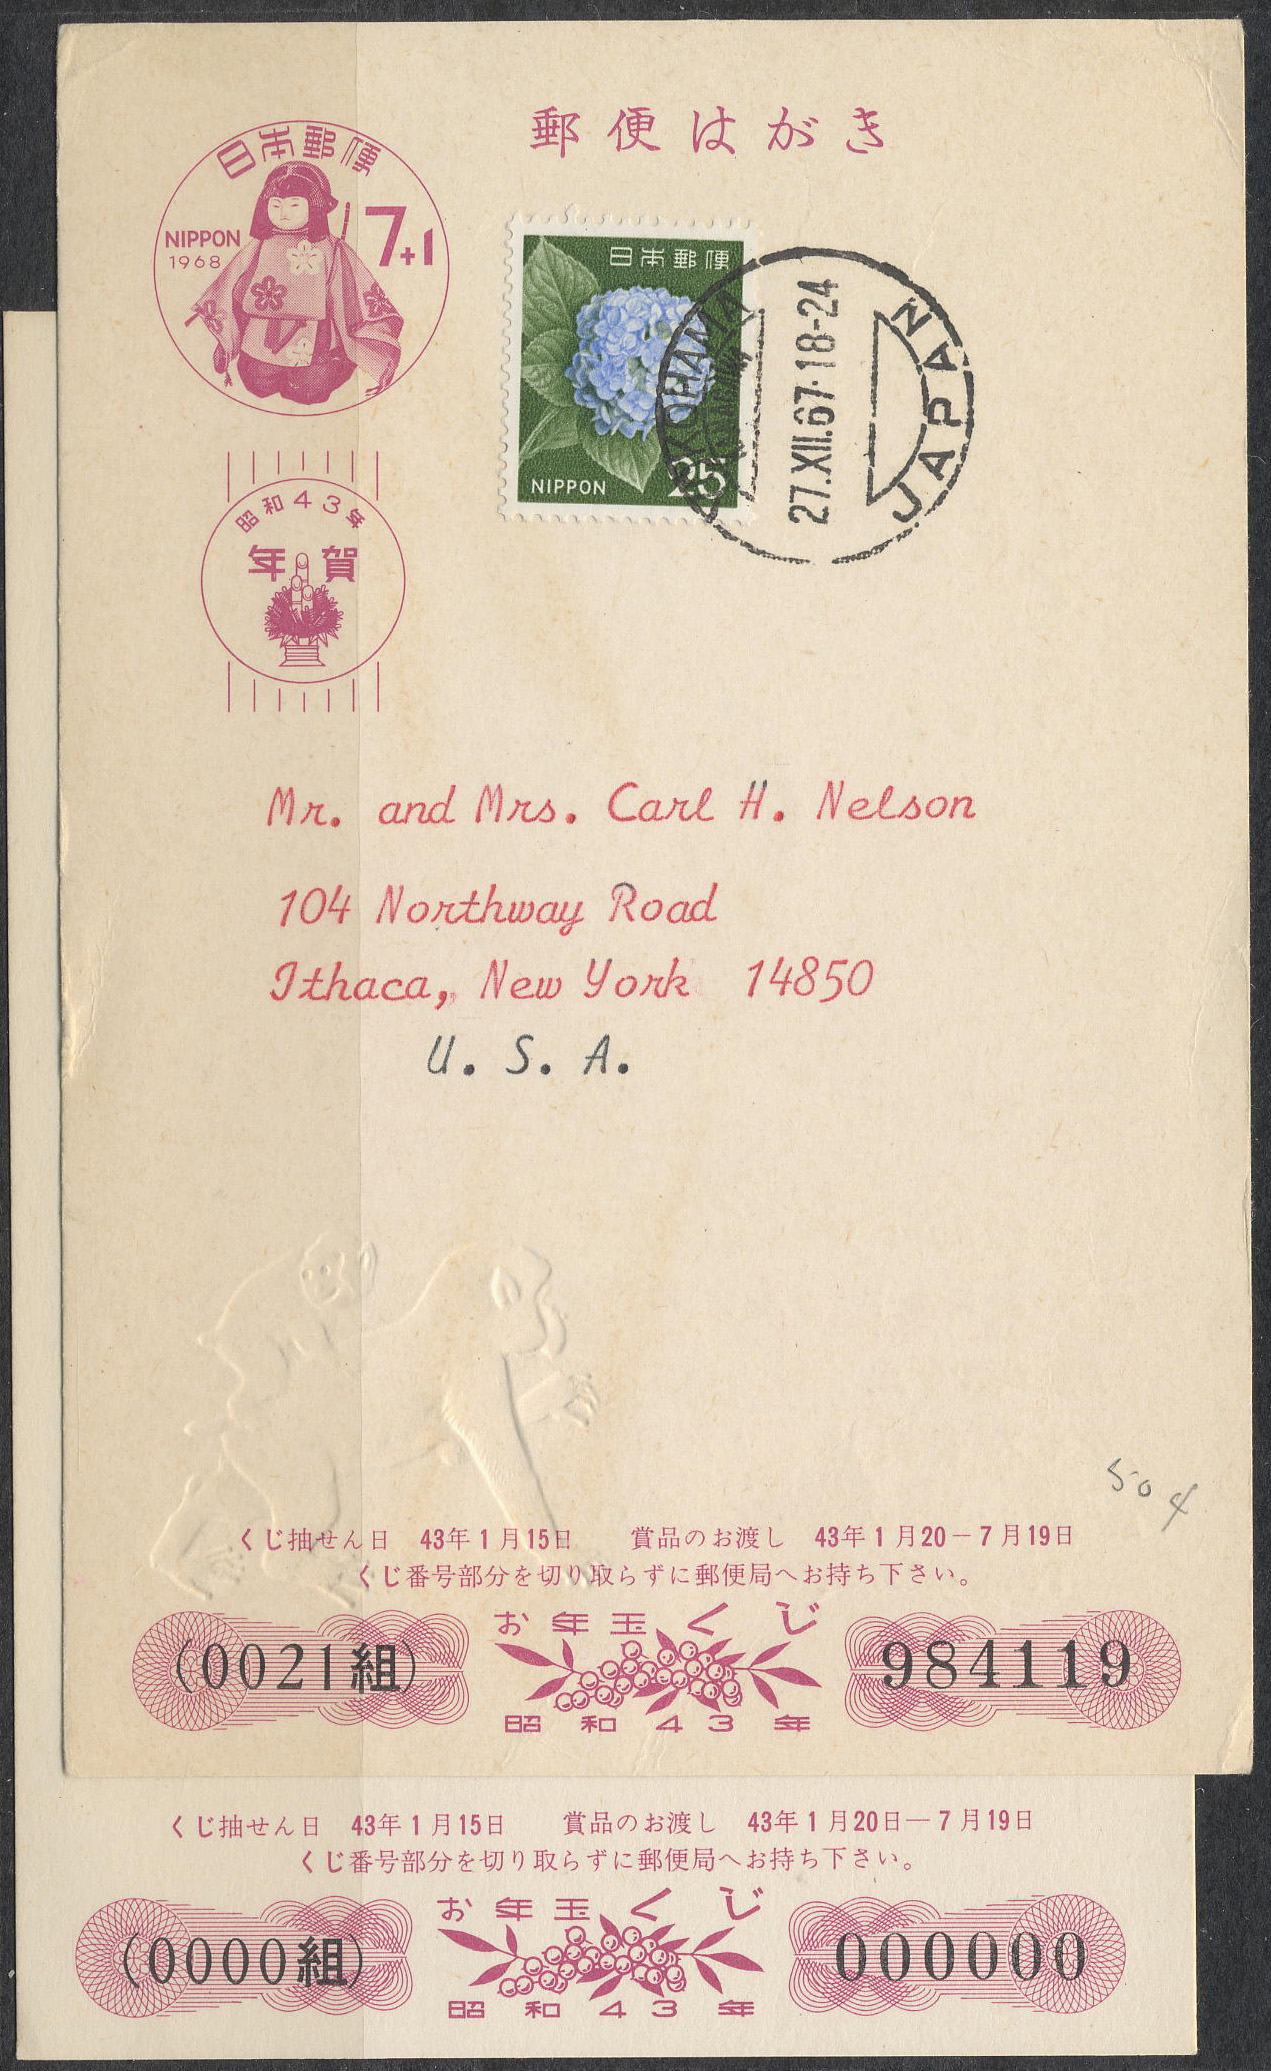 郵便はがき
日本郵便
NIPPON
1968
7+1
日本郵便
NIPPON
25
YOKOHAMA
27.XII.67・18-24
JAPAN
昭和43年
年賀
Mr. and Mrs. Carl H. Nelson
104 Northway Road
Ithaca, New York 14850
U. S. A.
504
くじ抽せん日 43年1月15日 賞品のお渡し 43年1月20－7月19日
くじ番号部分を切り取らずに郵便局へお持ち下さい。
お年玉くじ
(0021組)
984119
昭和43年
くじ抽せん日 43年1月15日 賞品のお渡し 43年1月20日－7月19日
くじ番号部分を切り取らずに郵便局へお持ち下さい。
お年玉くじ
(0000組)
000000
昭和43年